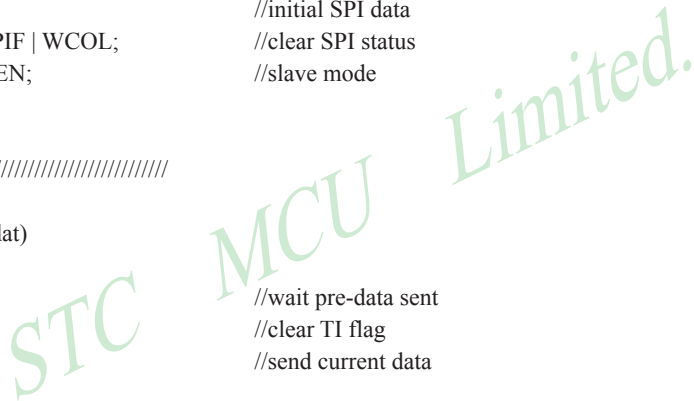 //initial SPI data
PIF | WCOL; //clear SPI status
EN; //slave mode
//////////////////////////
lat)
//wait pre-data sent
//clear TI flag
//send current data
STC MCU Limited.